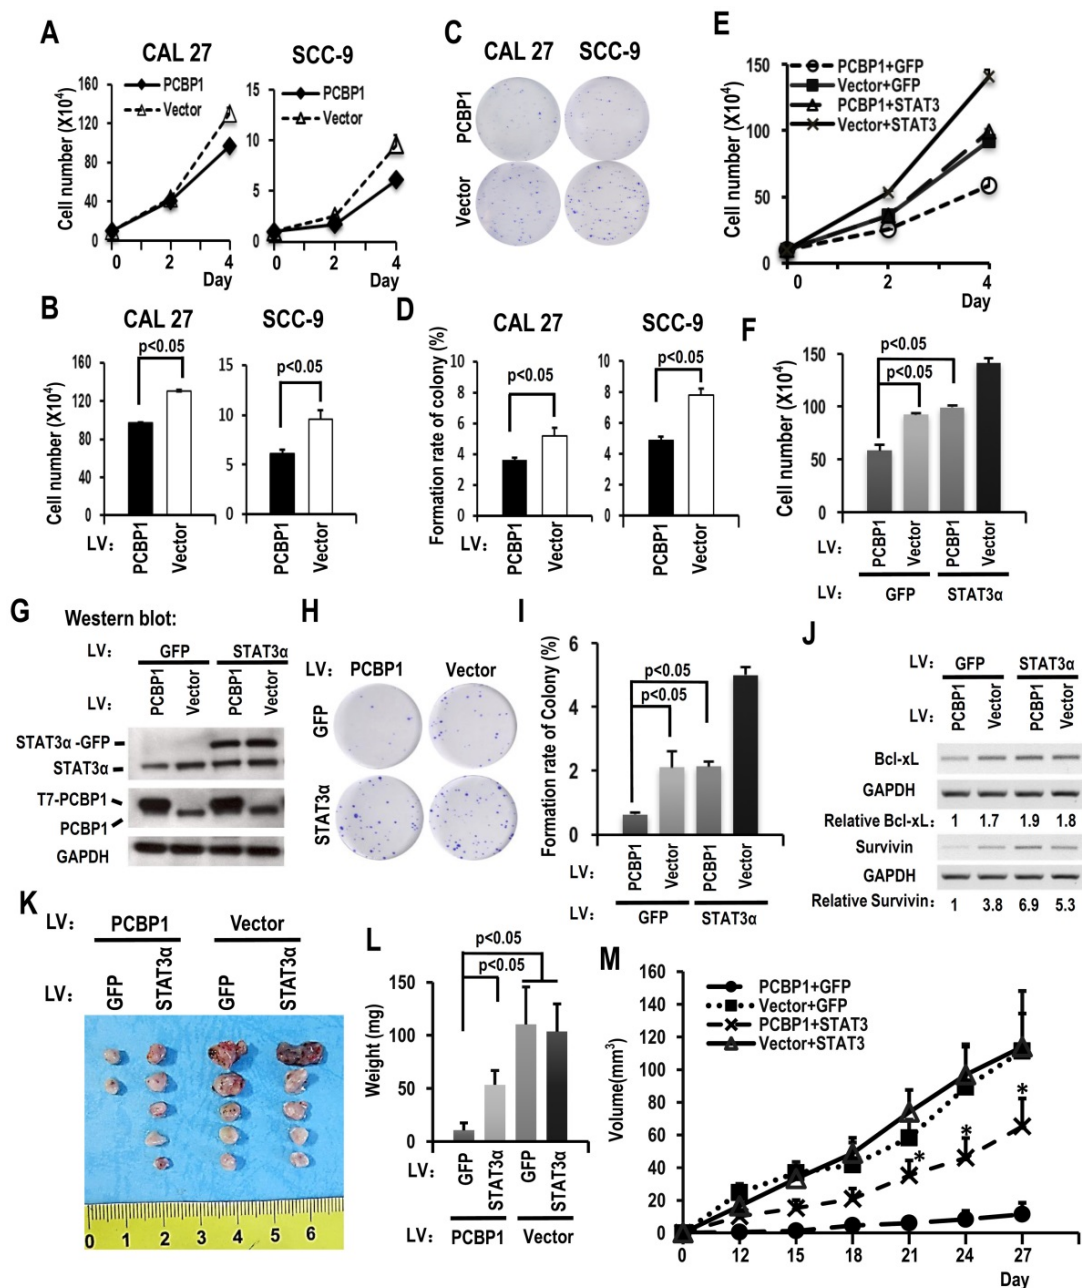 A
CAL 27
SCC-9
PCBP1
Vector
PCBP1
Vector
Cell number (X10⁴)
160
120
80
40
0
15
10
5
0
0 2 4
0 2 4
Day
Day
B
CAL 27
SCC-9
Cell number (X10⁴)
160
120
80
40
0
15
10
5
0
p<0.05
p<0.05
LV:
PCBP1
Vector
PCBP1
Vector
C
CAL 27
SCC-9
PCBP1
Vector
D
CAL 27
SCC-9
Formation rate of colony (%)
10
8
6
4
2
0
10
8
6
4
2
0
p<0.05
p<0.05
LV:
PCBP1
Vector
PCBP1
Vector
E
PCBP1+GFP
Vector+GFP
PCBP1+STAT3
Vector+STAT3
Cell number (X10⁴)
150
100
50
0
0 2 4
Day
F
Cell number (X10⁴)
150
100
50
0
p<0.05
p<0.05
LV:
PCBP1
Vector
PCBP1
Vector
LV:
GFP
STAT3α
G
Western blot:
LV: GFP STAT3α
LV: PCBP1 Vector PCBP1 Vector
STAT3α -GFP
STAT3α
T7-PCBP1
PCBP1
GAPDH
H
LV: PCBP1 Vector
GFP
STAT3α
I
Formation rate of Colony (%)
6
4
2
0
p<0.05
p<0.05
LV:
PCBP1
Vector
PCBP1
Vector
LV:
GFP
STAT3α
J
LV: GFP STAT3α
LV: PCBP1 Vector PCBP1 Vector
Bcl-xL
GAPDH
Relative Bcl-xL: 1 1.7 1.9 1.8
Survivin
GAPDH
Relative Survivin: 1 3.8 6.9 5.3
K
LV: PCBP1 Vector
LV: GFP STAT3α GFP STAT3α
0 1 2 3 4 5 6
L
Weight (mg)
150
100
50
0
p<0.05
p<0.05
LV:
GFP
STAT3α
GFP
STAT3α
LV:
PCBP1
Vector
M
PCBP1+GFP
Vector+GFP
PCBP1+STAT3
Vector+STAT3
Volume(mm³)
160
140
120
100
80
60
40
20
0
*
*
*
0 12 15 18 21 24 27
Day